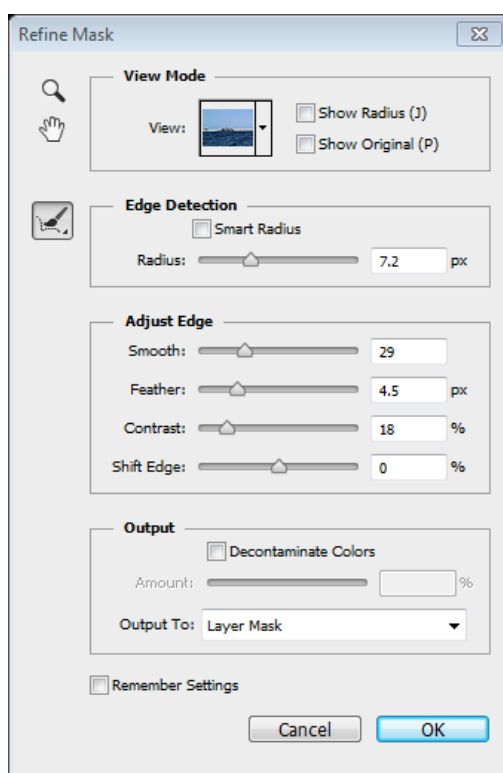 Refine Mask
View Mode
View:
Show Radius (J)
Show Original (P)
Edge Detection
Smart Radius
Radius: 7.2 px
Adjust Edge
Smooth: 29
Feather: 4.5 px
Contrast: 18 %
Shift Edge: 0 %
Output
Decontaminate Colors
Amount: %
Output To: Layer Mask
Remember Settings
Cancel OK